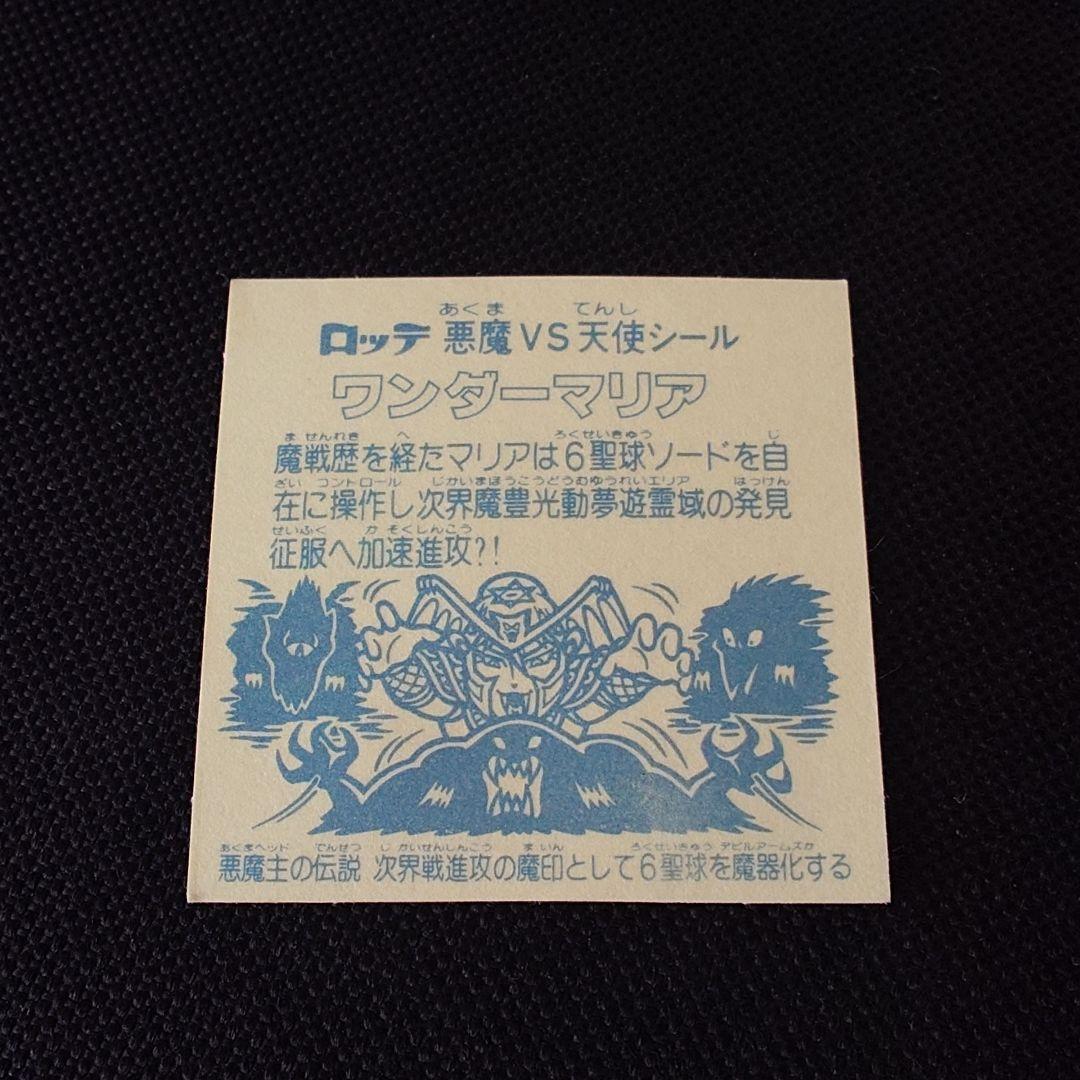 あくま てんし
ロッテ 悪魔VS天使シール
ワンダーマリア
ま せんれき へ ろくせいきゅう じ
魔戦歴を経たマリアは6聖球ソードを自
ざい コントロール じかいまほうこうどうむゆうれいエリア はっけん
在に操作し次界魔豊光動夢遊霊域の発見
せいふく か そくしんこう
征服へ加速進攻?!
あくまヘッド でんせつ じ かいせんしんこう ま いん ろくせいきゅう デビルアームズか
悪魔主の伝説 次界戦進攻の魔印として6聖球を魔器化する